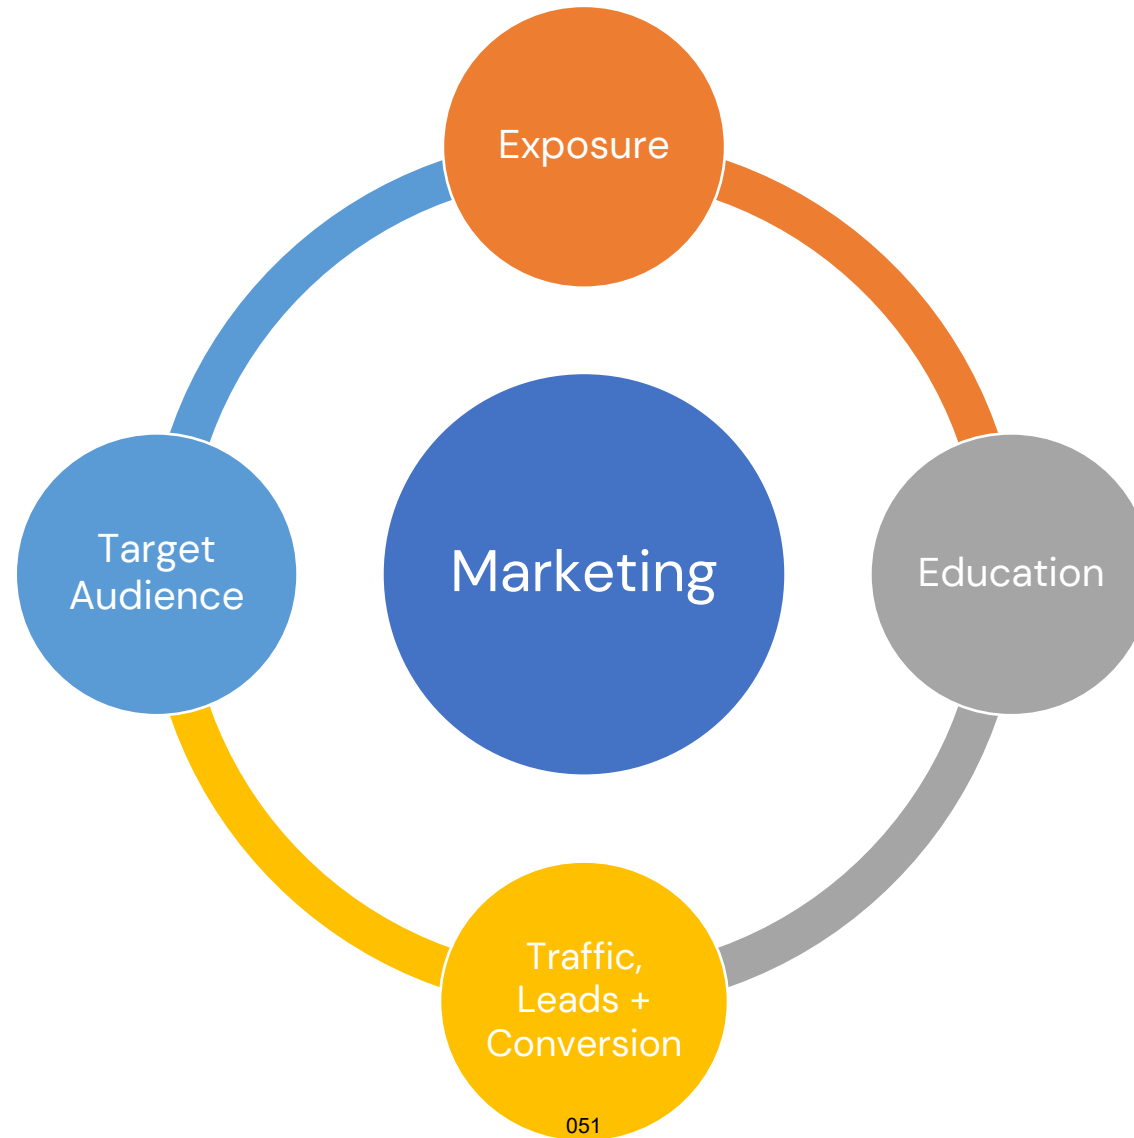 Exposure
Target
Audience
Marketing
Education
Traffic,
Leads +
Conversion
051